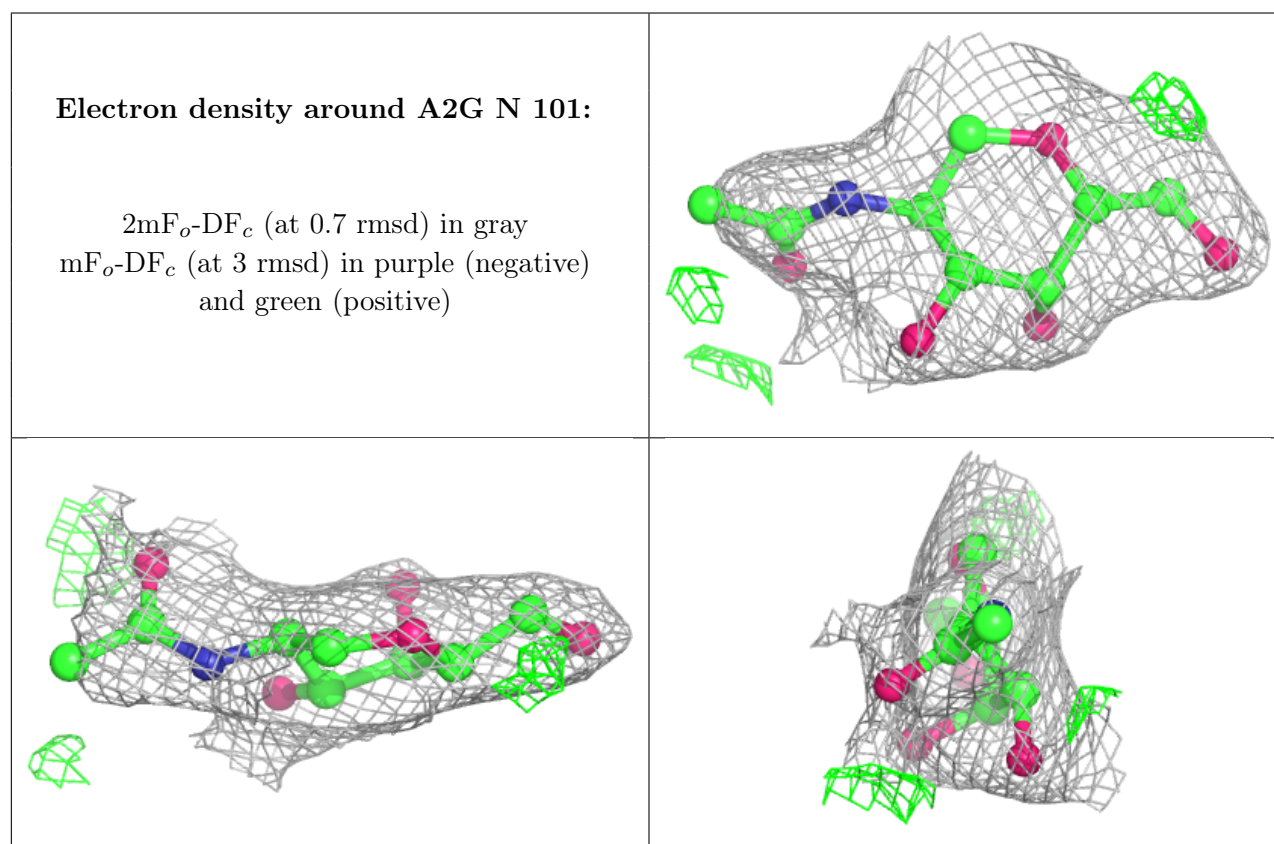 Electron density around A2G N 101:
2mFo-DFc (at 0.7 rmsd) in gray
mFo-DFc (at 3 rmsd) in purple (negative)
and green (positive)